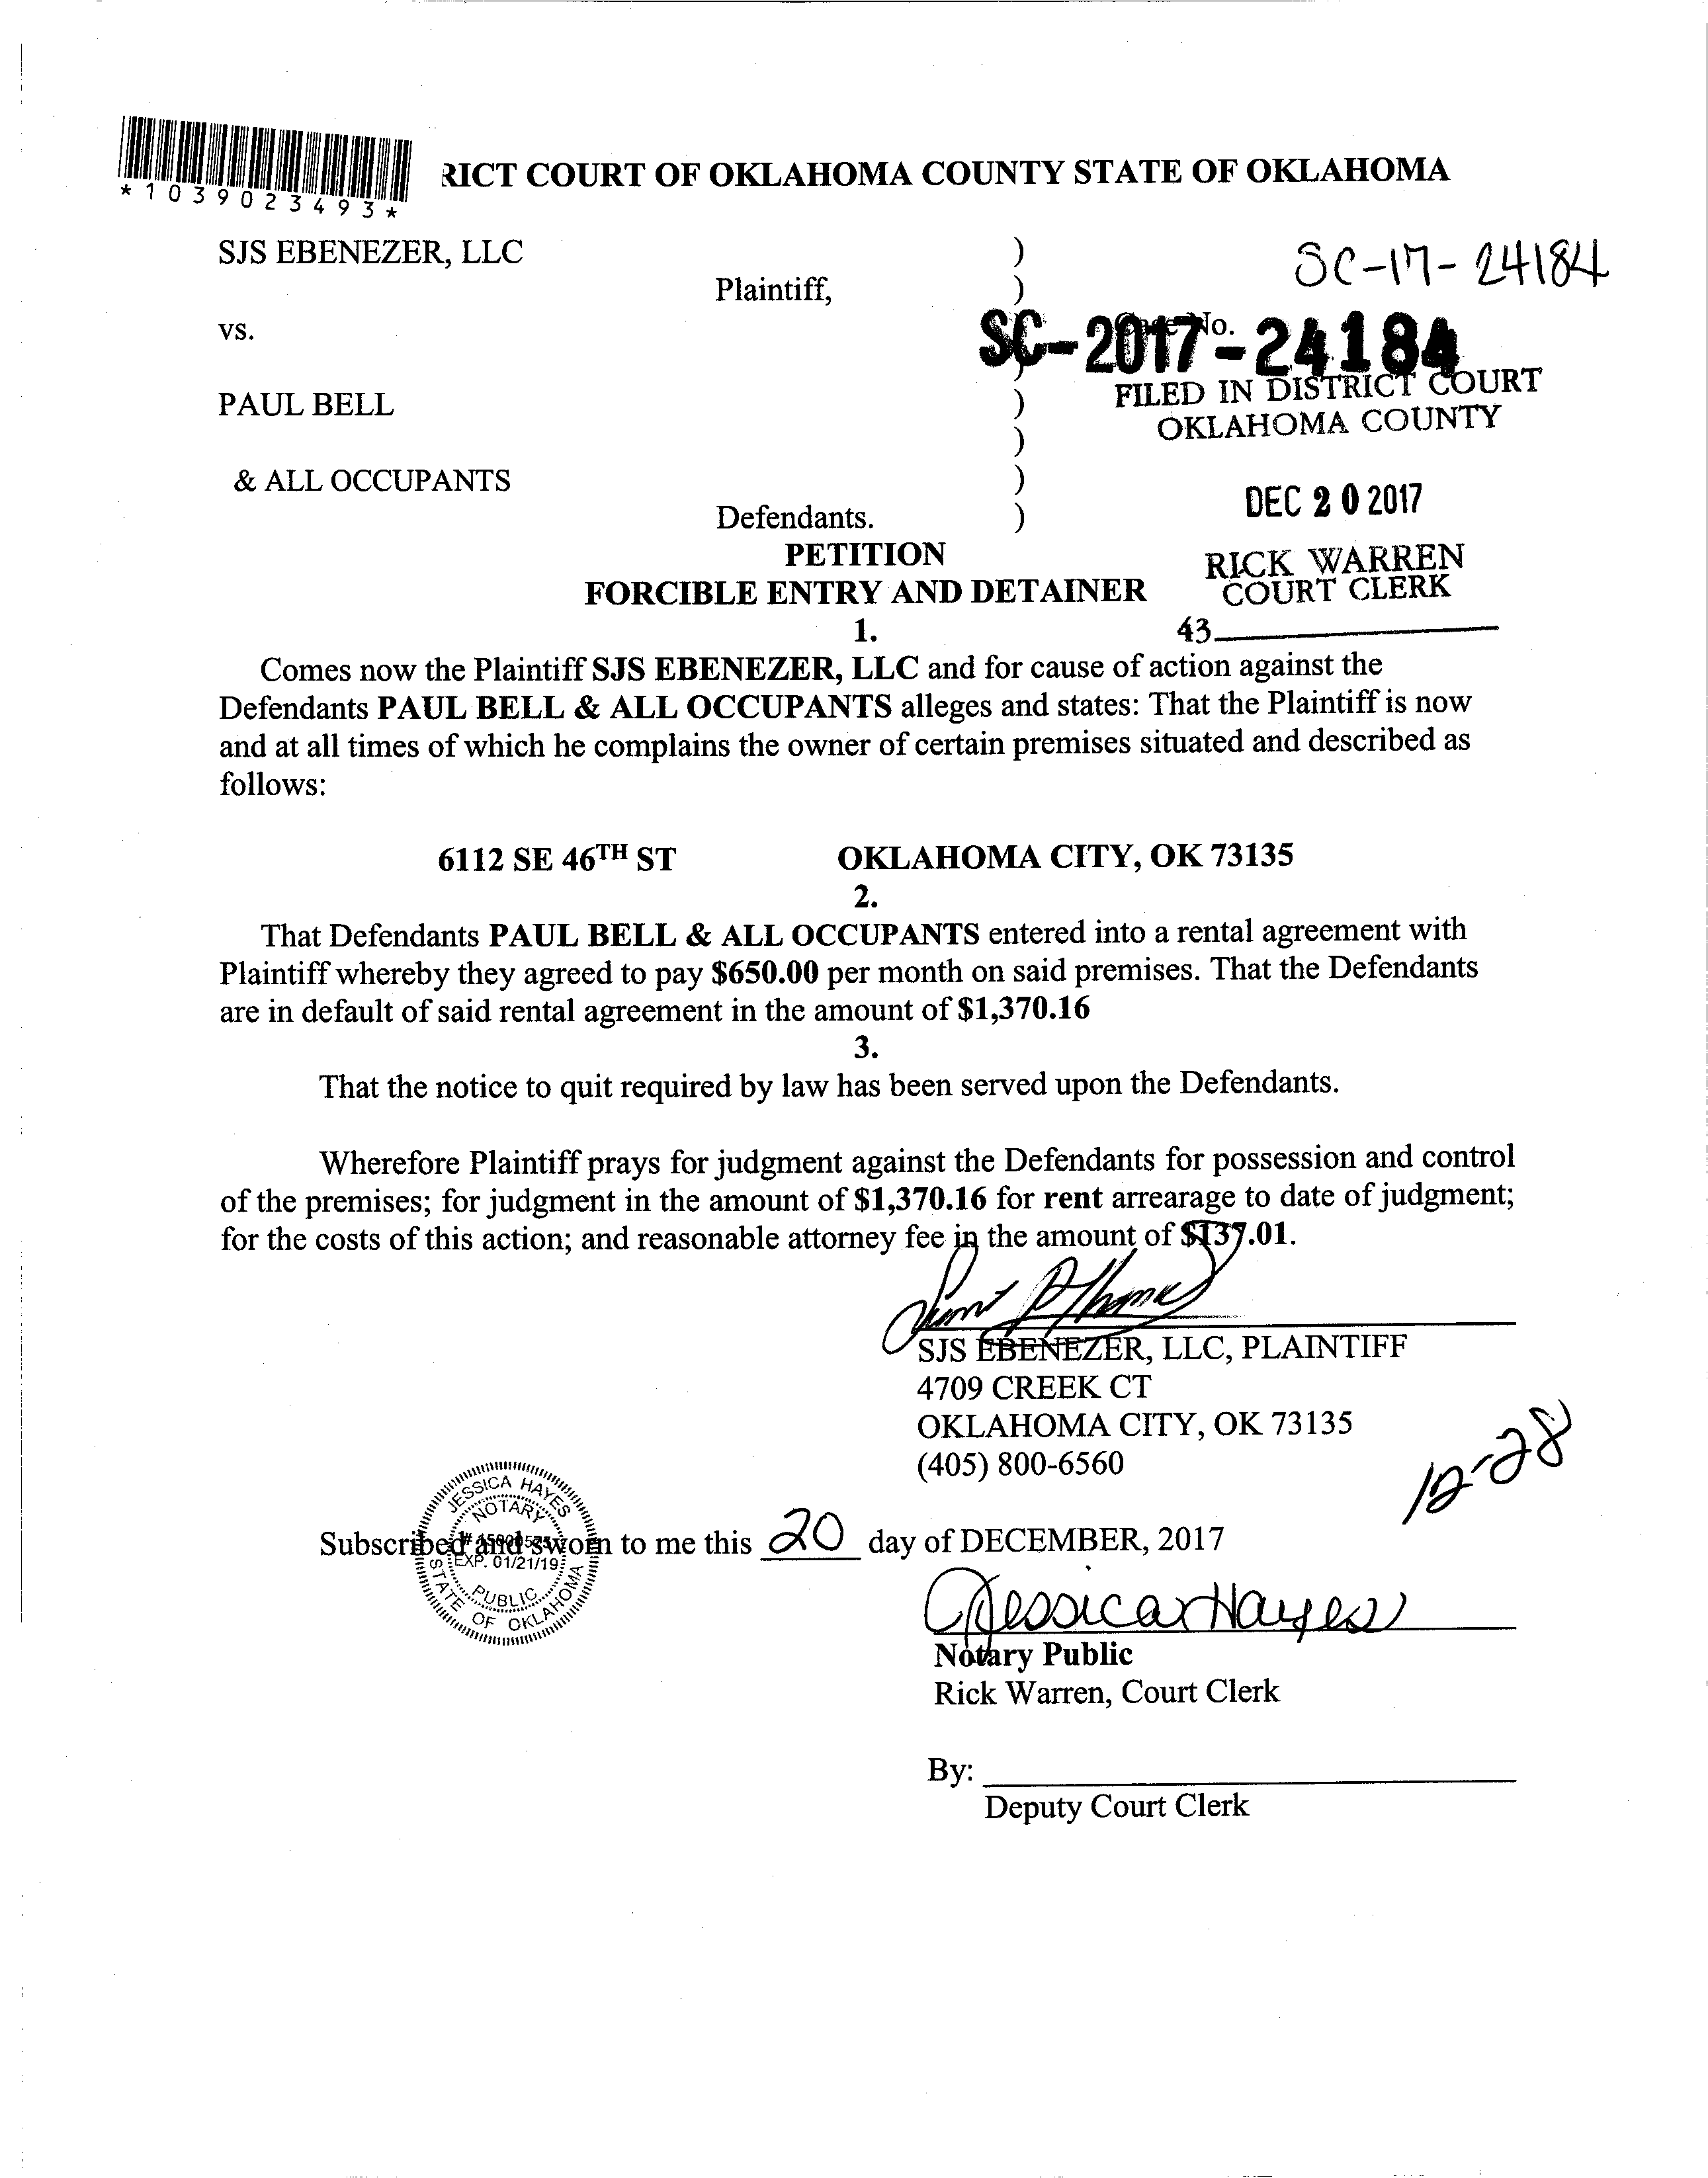 *1039023493*
RICT COURT OF OKLAHOMA COUNTY STATE OF OKLAHOMA
SJS EBENEZER, LLC )
Plaintiff, )
SC-17-24184
vs.
Case No.
SC-2017-24184
FILED IN DISTRICT COURT
PAUL BELL )
OKLAHOMA COUNTY
)
& ALL OCCUPANTS )
DEC 20 2017
Defendants. )
PETITION
RICK WARREN
FORCIBLE ENTRY AND DETAINER
COURT CLERK
1.
43
Comes now the Plaintiff SJS EBENEZER, LLC and for cause of action against the
Defendants PAUL BELL & ALL OCCUPANTS alleges and states: That the Plaintiff is now
and at all times of which he complains the owner of certain premises situated and described as
follows:
6112 SE 46TH ST OKLAHOMA CITY, OK 73135
2.
That Defendants PAUL BELL & ALL OCCUPANTS entered into a rental agreement with
Plaintiff whereby they agreed to pay $650.00 per month on said premises. That the Defendants
are in default of said rental agreement in the amount of $1,370.16
3.
That the notice to quit required by law has been served upon the Defendants.
Wherefore Plaintiff prays for judgment against the Defendants for possession and control
of the premises; for judgment in the amount of $1,370.16 for rent arrearage to date of judgment;
for the costs of this action; and reasonable attorney fee in the amount of $137.01.
SJS EBENEZER, LLC, PLAINTIFF
4709 CREEK CT
OKLAHOMA CITY, OK 73135
(405) 800-6560
12-28
JESSICA HAYES
NOTARY
Subscribed and sworn to me this 20 day of DECEMBER, 2017
EXP. 01/21/19
PUBLIC
STATE OF OKLAHOMA
Jessica Hayes
Notary Public
Rick Warren, Court Clerk
By:
Deputy Court Clerk